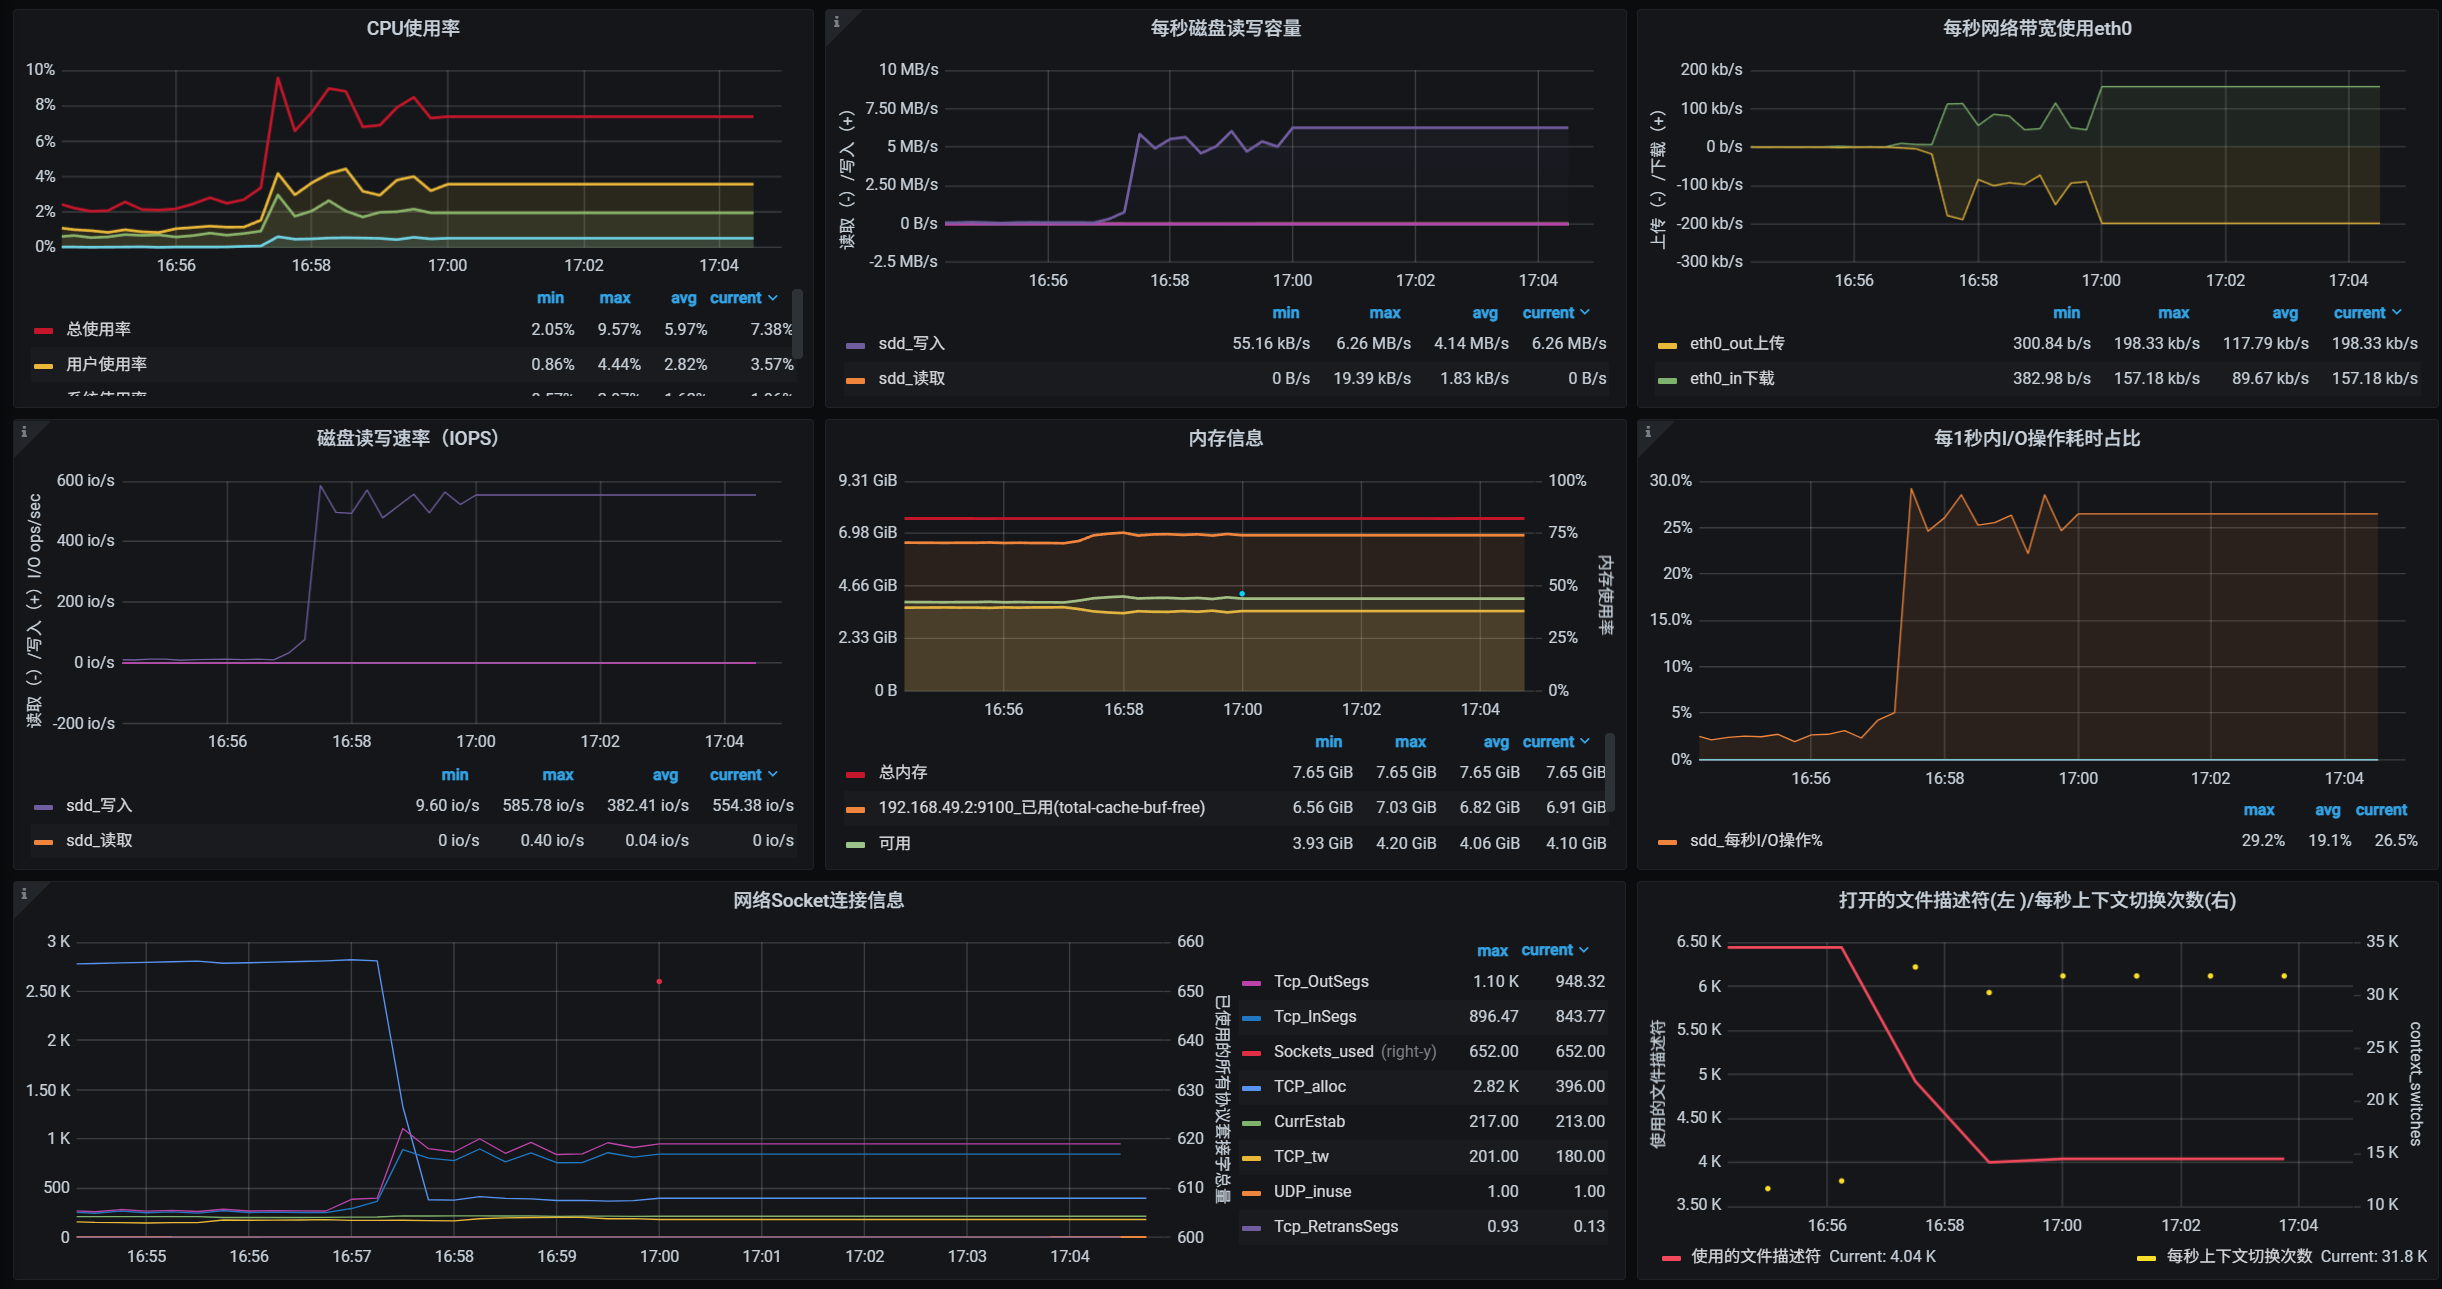 CPU使用率
10%
8%
6%
4%
2%
0%
16:56 16:58 17:00 17:02 17:04
min max avg current
总使用率 2.05% 9.57% 5.97% 7.38%
用户使用率 0.86% 4.44% 2.82% 3.57%
每秒磁盘读写容量
读取（-）/写入（+）
10 MB/s
7.50 MB/s
5 MB/s
2.50 MB/s
0 B/s
-2.5 MB/s
16:56 16:58 17:00 17:02 17:04
min max avg current
sdd_写入 55.16 kB/s 6.26 MB/s 4.14 MB/s 6.26 MB/s
sdd_读取 0 B/s 19.39 kB/s 1.83 kB/s 0 B/s
每秒网络带宽使用eth0
上传（-）/下载（+）
200 kb/s
100 kb/s
0 b/s
-100 kb/s
-200 kb/s
-300 kb/s
16:56 16:58 17:00 17:02 17:04
min max avg current
eth0_out上传 300.84 b/s 198.33 kb/s 117.79 kb/s 198.33 kb/s
eth0_in下载 382.98 b/s 157.18 kb/s 89.67 kb/s 157.18 kb/s
磁盘读写速率（IOPS）
读取（-）/写入（+）I/O ops/sec
600 io/s
400 io/s
200 io/s
0 io/s
-200 io/s
16:56 16:58 17:00 17:02 17:04
min max avg current
sdd_写入 9.60 io/s 585.78 io/s 382.41 io/s 554.38 io/s
sdd_读取 0 io/s 0.40 io/s 0.04 io/s 0 io/s
内存信息
9.31 GiB 100%
6.98 GiB 75%
4.66 GiB 50%
2.33 GiB 25%
0 B 0%
内存使用率
16:56 16:58 17:00 17:02 17:04
min max avg current
总内存 7.65 GiB 7.65 GiB 7.65 GiB 7.65 GiB
192.168.49.2:9100_已用(total-cache-buf-free) 6.56 GiB 7.03 GiB 6.82 GiB 6.91 GiB
可用 3.93 GiB 4.20 GiB 4.06 GiB 4.10 GiB
每1秒内I/O操作耗时占比
30.0%
25%
20%
15.0%
10%
5%
0%
16:56 16:58 17:00 17:02 17:04
max avg current
sdd_每秒I/O操作% 29.2% 19.1% 26.5%
网络Socket连接信息
3 K 660
2.50 K 650
2 K 640
1.50 K 630
1 K 620
500 610
0 600
已使用的所有协议套接字总量
16:55 16:56 16:57 16:58 16:59 17:00 17:01 17:02 17:03 17:04
max current
Tcp_OutSegs 1.10 K 948.32
Tcp_InSegs 896.47 843.77
Sockets_used (right-y) 652.00 652.00
TCP_alloc 2.82 K 396.00
CurrEstab 217.00 213.00
TCP_tw 201.00 180.00
UDP_inuse 1.00 1.00
Tcp_RetransSegs 0.93 0.13
打开的文件描述符(左 )/每秒上下文切换次数(右)
使用的文件描述符
6.50 K 35 K
6 K 30 K
5.50 K 25 K
5 K 20 K
4.50 K 15 K
4 K 10 K
3.50 K
context_switches
16:56 16:58 17:00 17:02 17:04
使用的文件描述符 Current: 4.04 K 每秒上下文切换次数 Current: 31.8 K